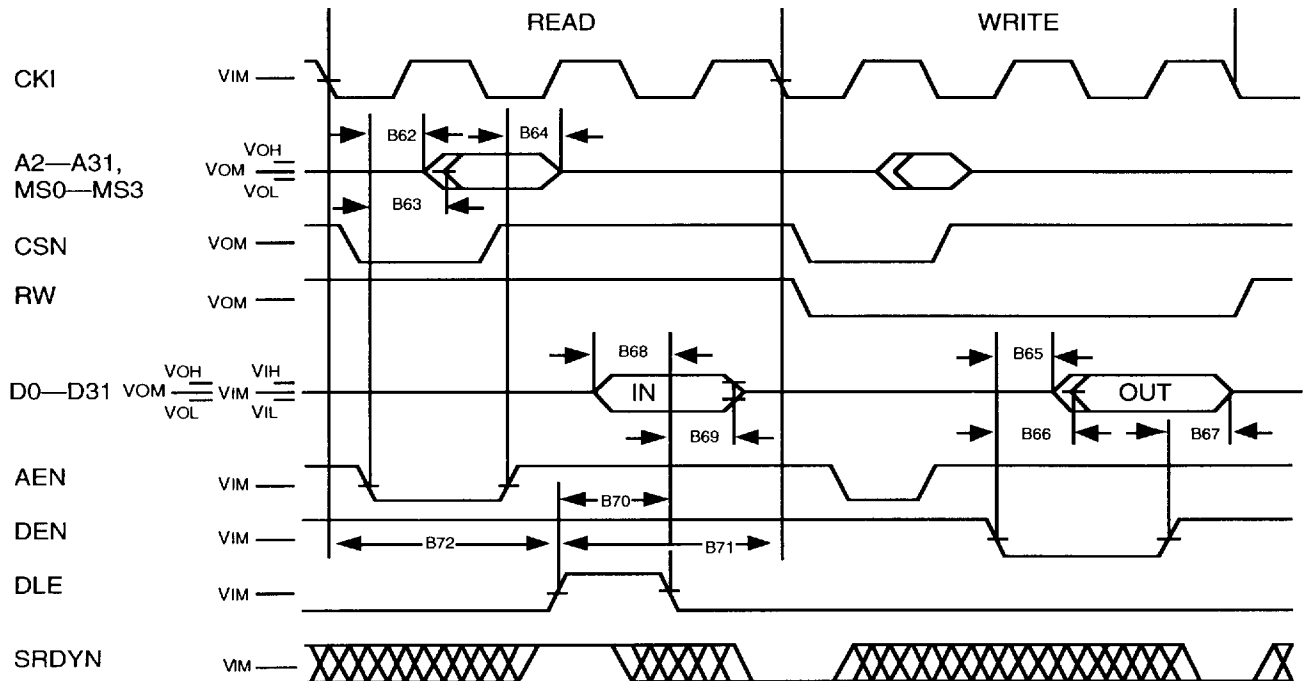 READ WRITE
CKI VIM
B62 B64
A2—A31, MS0—MS3 VOH VOM VOL
B63
CSN VOM
RW VOM
B68 B65
D0—D31 VOH VOM VOL VIH VIM VIL IN OUT
B69 B66 B67
AEN VIM
B70
DEN VIM
B72 B71
DLE VIM
SRDYN VIM